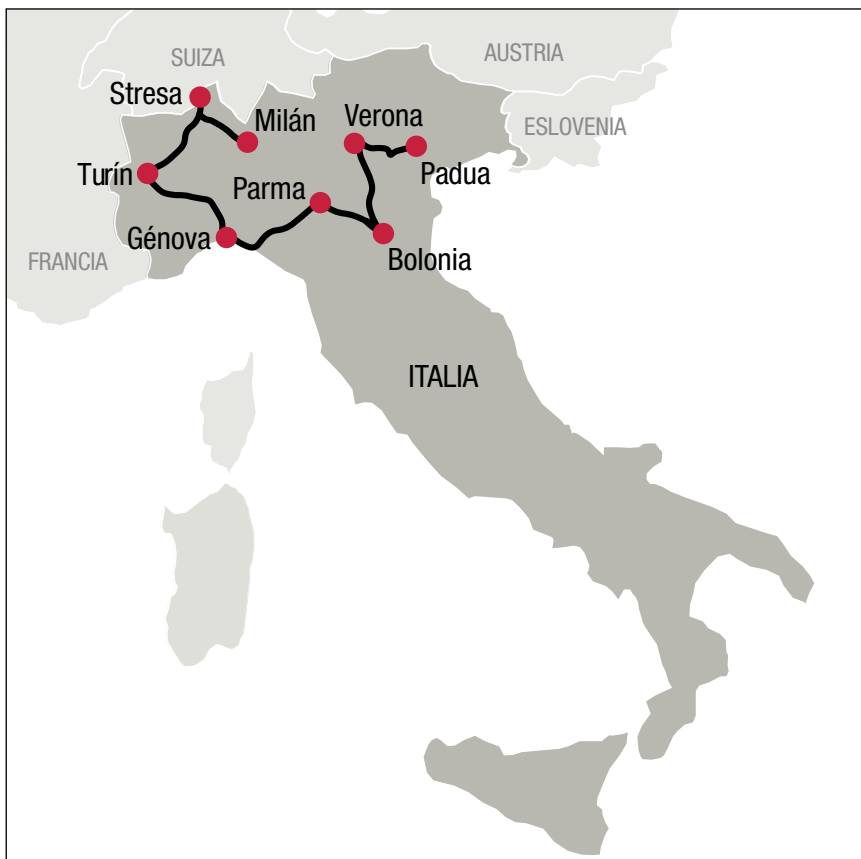 SUIZA
AUSTRIA
Stresa
Milán
Verona
ESLOVENIA
Turín
Parma
Padua
Génova
FRANCIA
Bolonia
ITALIA